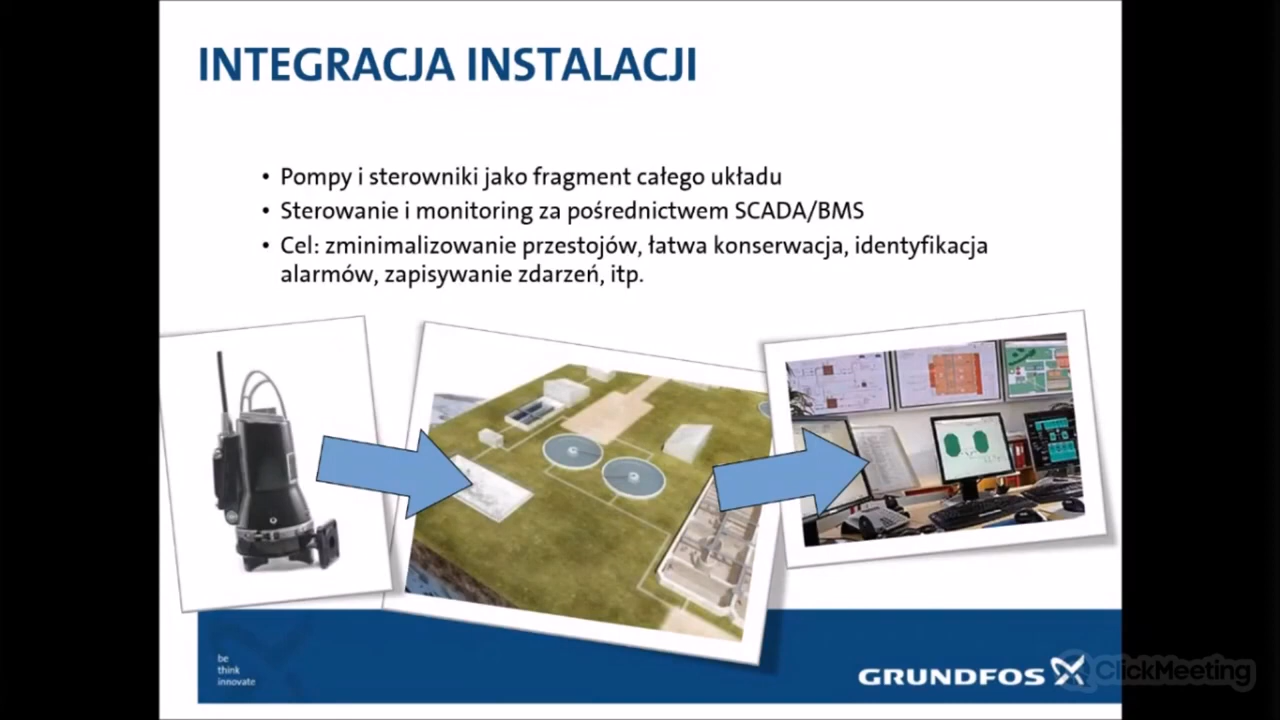 INTEGRACJA INSTALACJI
• Pompy i sterowniki jako fragment całego układu
• Sterowanie i monitoring za pośrednictwem SCADA/BMS
• Cel: zminimalizowanie przestojów, łatwa konserwacja, identyfikacja
alarmów, zapisywanie zdarzeń, itp.
be
think
innovate
GRUNDFOS
ClickMeeting